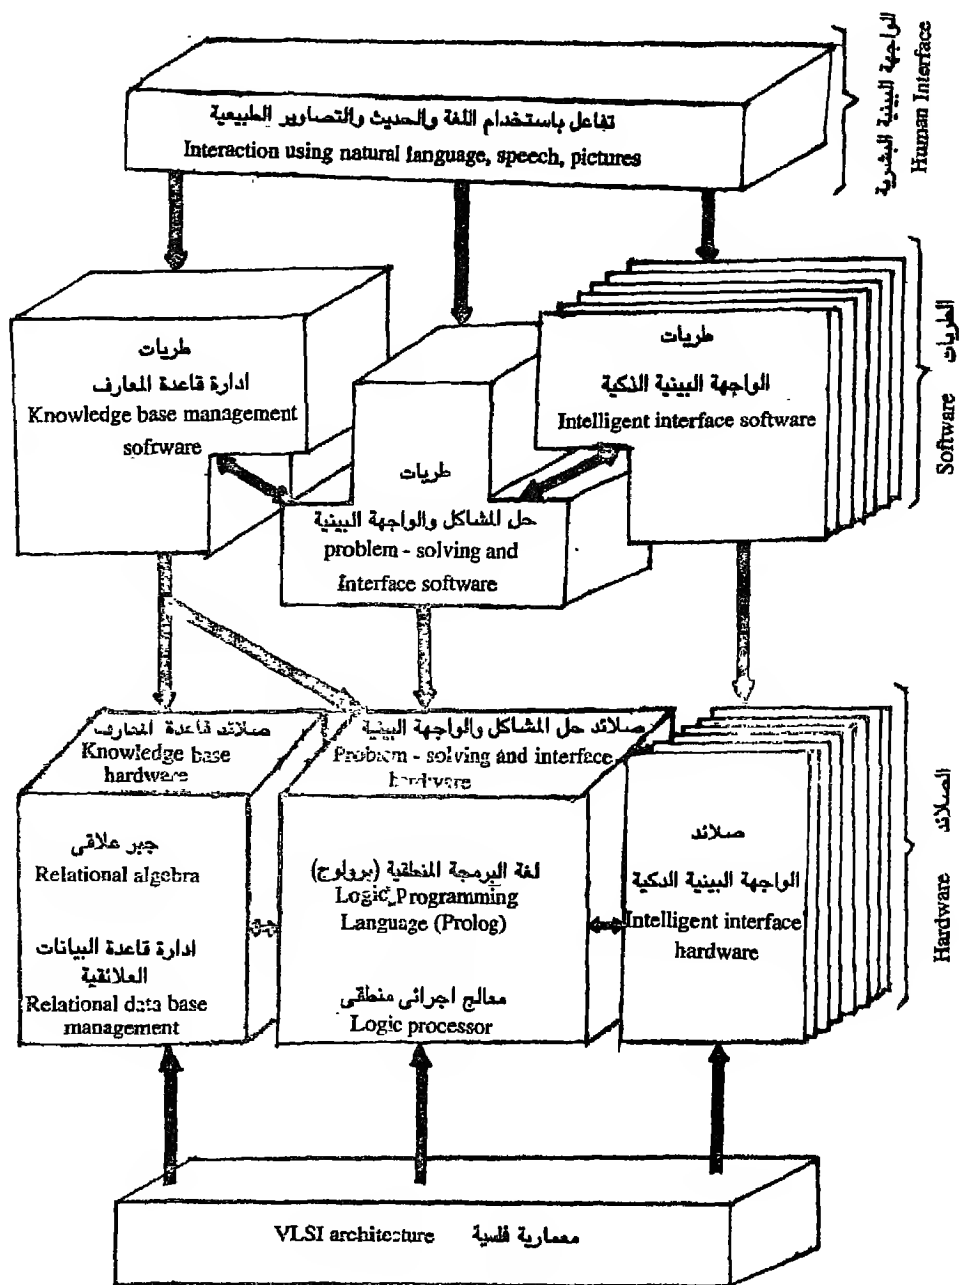 تفاعل باستخدام اللغة والحديث والتصاوير الطبيعية
Interaction using natural language, speech, pictures
الواجهة البينية البشرية
Human Interface
طريات
ادارة قاعدة المعارف
Knowledge base management
software
طريات
حل المشاكل والواجهة البينية
problem - solving and
Interface software
طريات
الواجهة البينية الذكية
Intelligent interface software
الطريات
Software
صلائد قاعدة المعارف
Knowledge base
hardware
جبر علاقى
Relational algebra
ادارة قاعدة البيانات
العلائقية
Relational data base
management
صلائد حل المشاكل والواجهة البينية
Problem - solving and interface
hardware
لغة البرمجة المنطقية (برولوج)
Logic Programming
Language (Prolog)
معالج اجرائى منطقى
Logic processor
صلائد
الواجهة البينية الذكية
Intelligent interface
hardware
الصلائد
Hardware
VLSI architecture معمارية فلسية